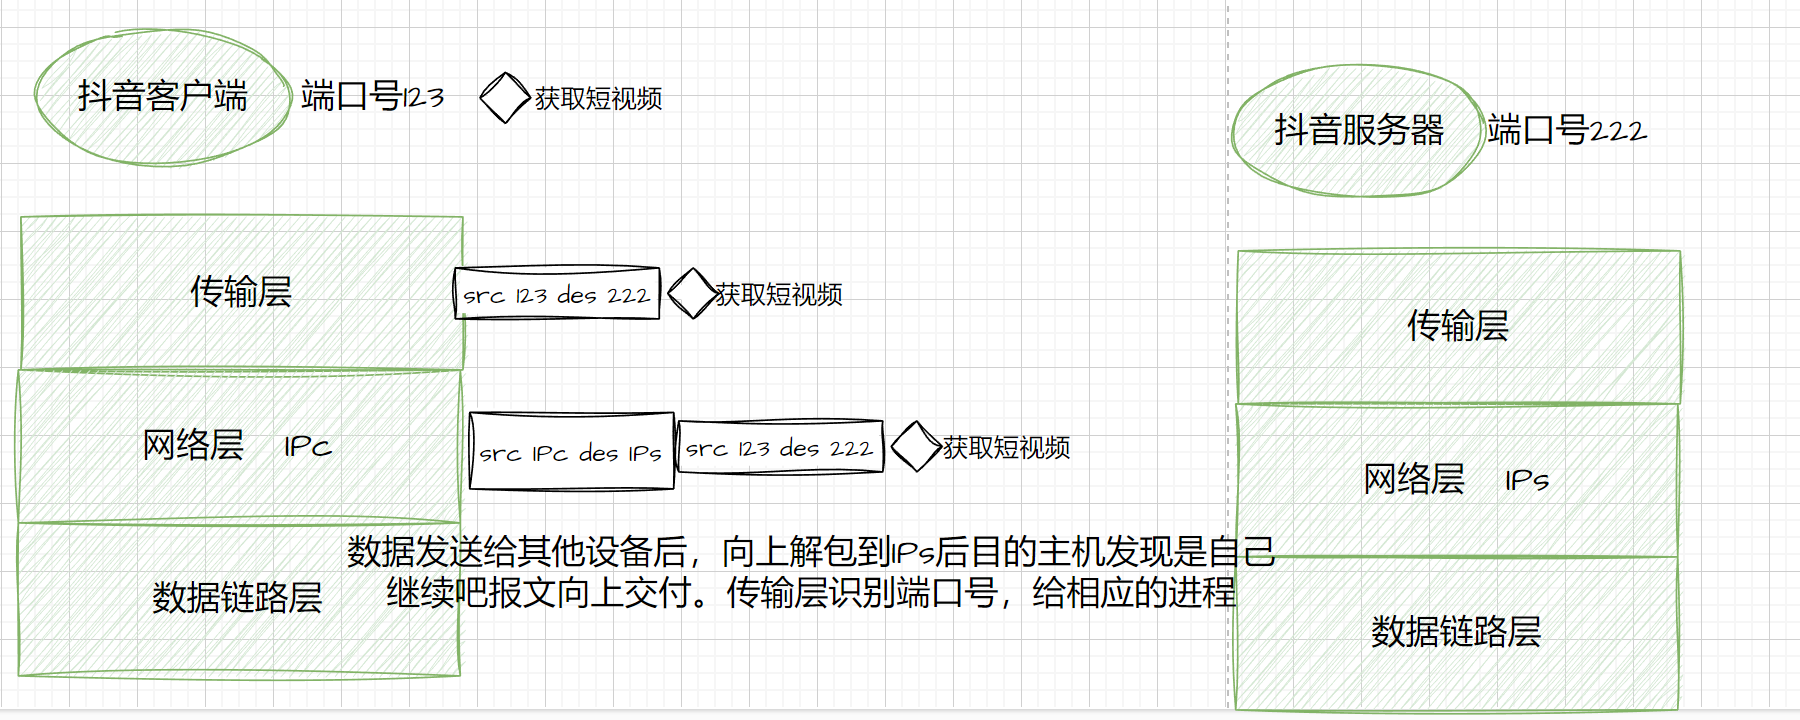 抖音客户端 端口号123 获取短视频
抖音服务器 端口号222
传输层
src 123 des 222 获取短视频
传输层
网络层 IPc
src IPc des IPs src 123 des 222 获取短视频
网络层 IPs
数据发送给其他设备后，向上解包到IPs后目的主机发现是自己
继续吧报文向上交付。传输层识别端口号，给相应的进程
数据链路层
数据链路层